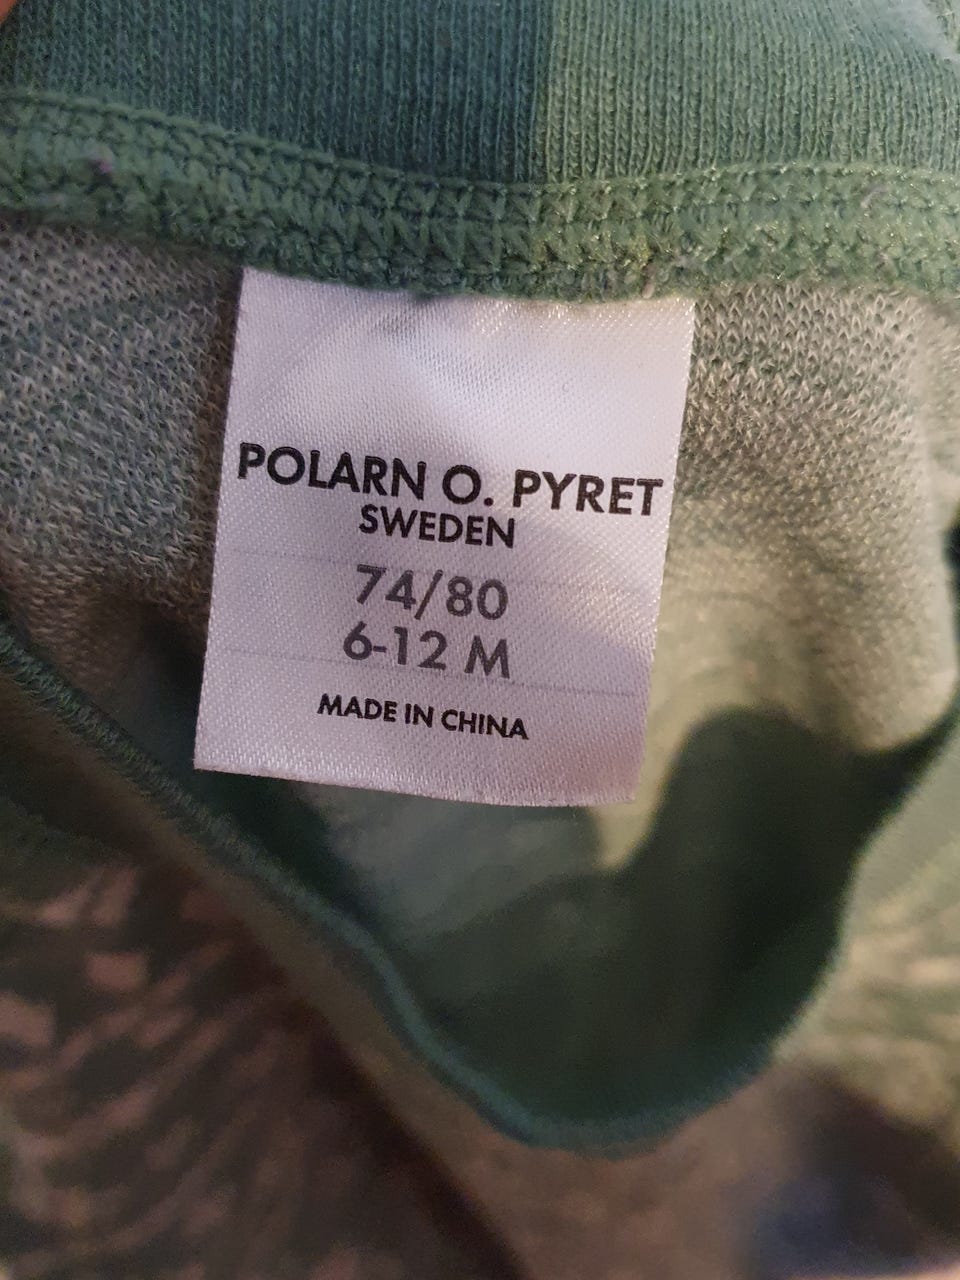 POLARN O. PYRET
SWEDEN
74/80
6-12 M
MADE IN CHINA